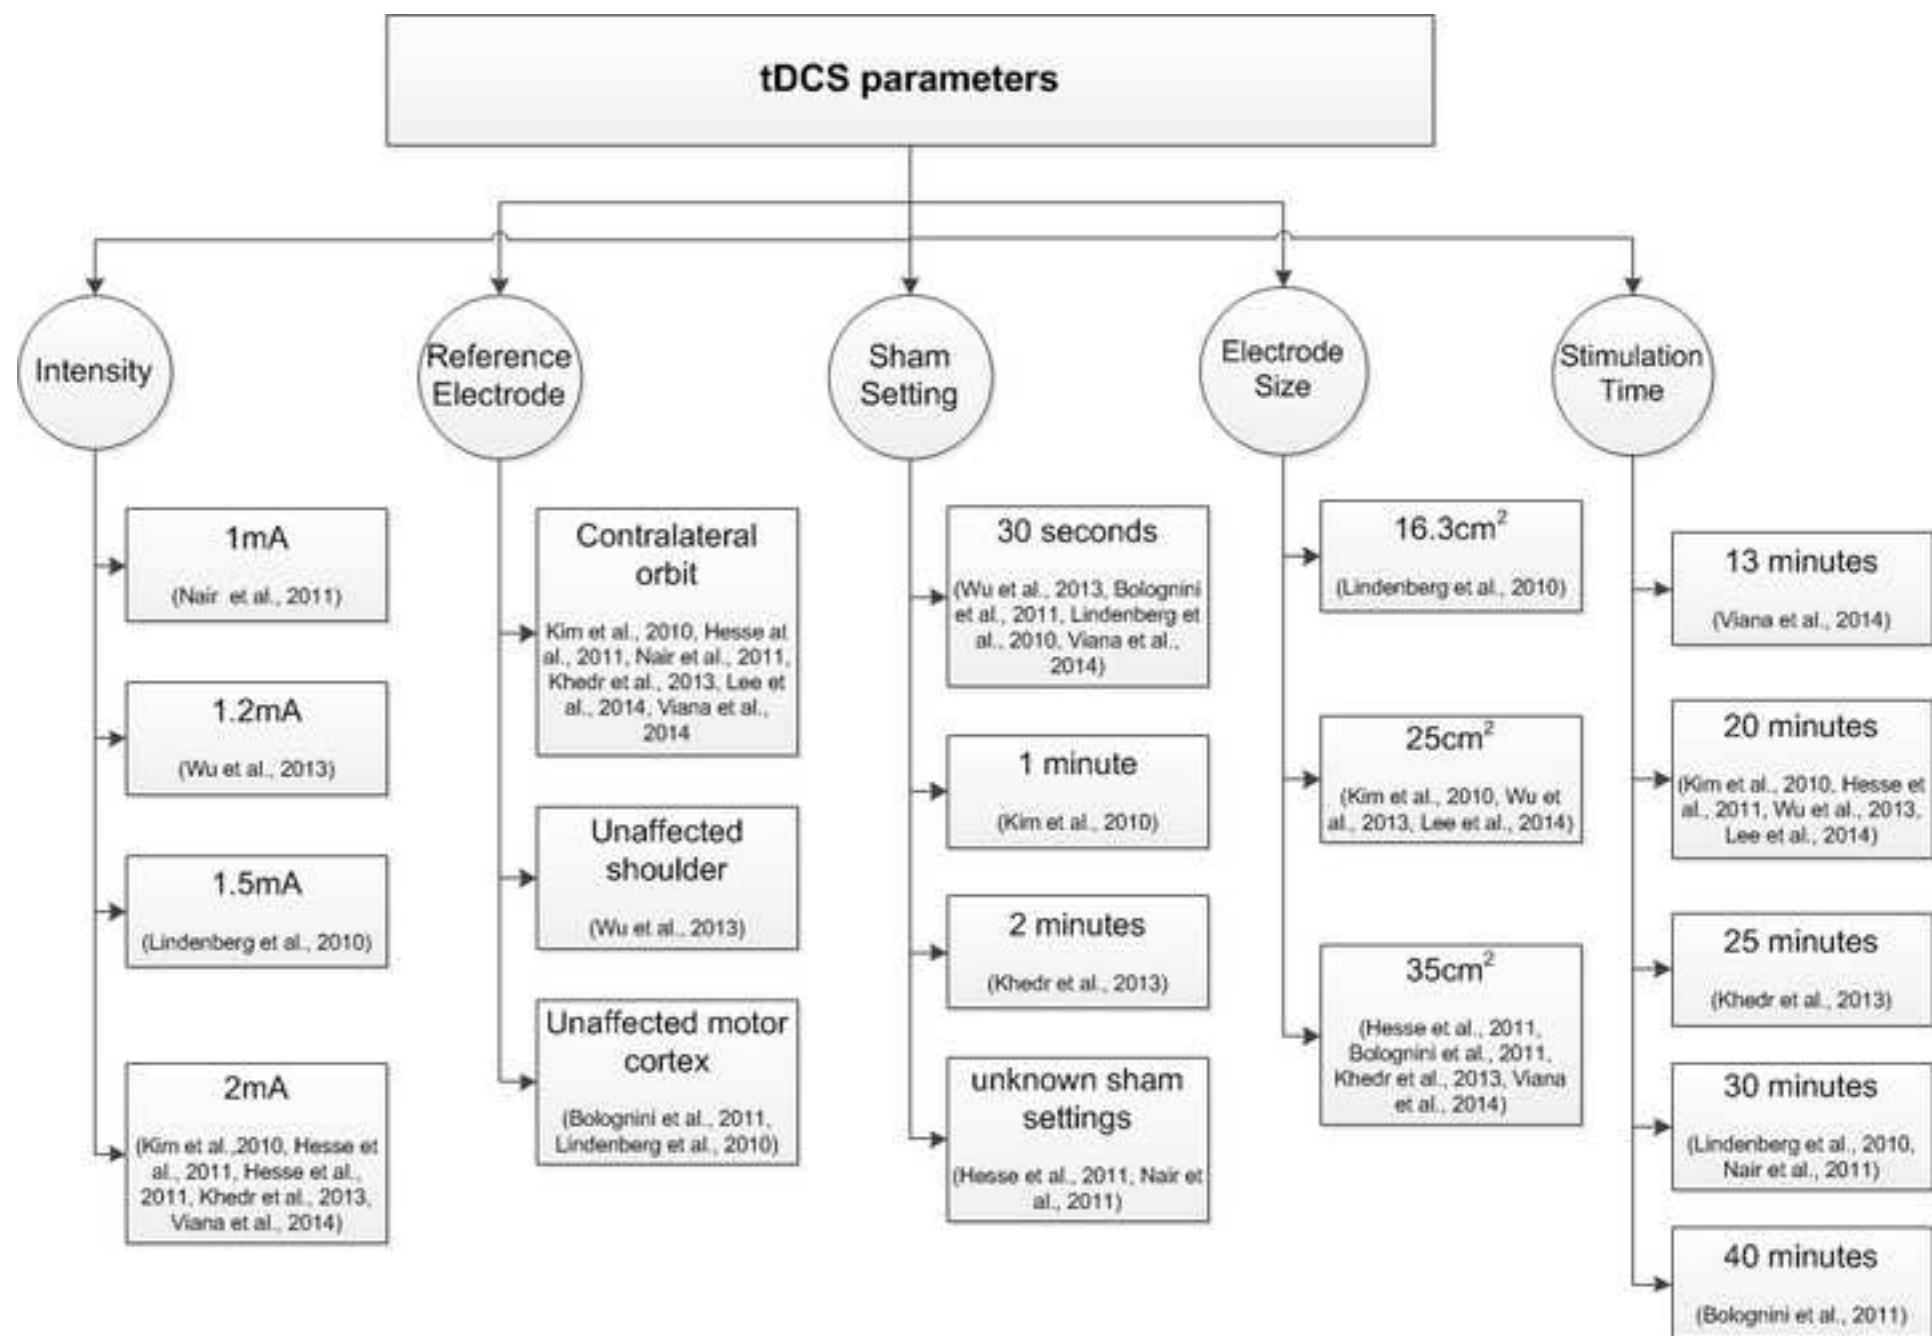 tDCS parameters
Intensity
Reference
Electrode
Sham
Setting
Electrode
Size
Stimulation
Time
1mA
(Nair et al., 2011)
1.2mA
(Wu et al., 2013)
1.5mA
(Lindenberg et al., 2010)
2mA
(Kim et al.,2010, Hesse et
al., 2011, Hesse et al.,
2011, Khedr et al., 2013,
Viana et al., 2014)
Contralateral
orbit
Kim et al., 2010, Hesse at
al., 2011, Nair et al., 2011,
Khedr et al., 2013, Lee et
al., 2014, Viana et al.,
2014
Unaffected
shoulder
(Wu et al., 2013)
Unaffected motor
cortex
(Bolognini et al., 2011,
Lindenberg et al., 2010)
30 seconds
(Wu et al., 2013, Bolognini
et al., 2011, Lindenberg et
al., 2010, Viana et al.,
2014)
1 minute
(Kim et al., 2010)
2 minutes
(Khedr et al., 2013)
unknown sham
settings
(Hesse et al., 2011, Nair et
al., 2011)
16.3cm²
(Lindenberg et al., 2010)
25cm²
(Kim et al., 2010, Wu et
al., 2013, Lee et al., 2014)
35cm²
(Hesse et al., 2011,
Bolognini et al., 2011,
Khedr et al., 2013, Viana
et al., 2014)
13 minutes
(Viana et al., 2014)
20 minutes
(Kim et al., 2010, Hesse et
al., 2011, Wu et al., 2013,
Lee et al., 2014)
25 minutes
(Khedr et al., 2013)
30 minutes
(Lindenberg et al., 2010,
Nair et al., 2011)
40 minutes
(Bolognini et al., 2011)